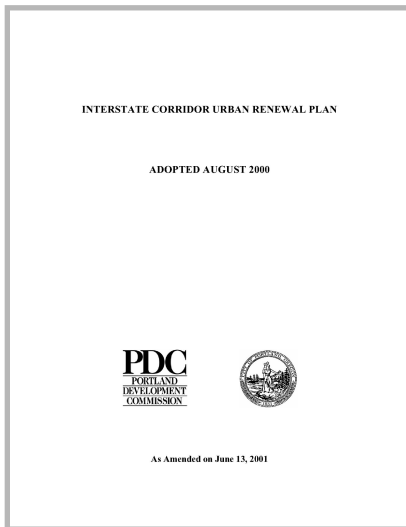 INTERSTATE CORRIDOR URBAN RENEWAL PLAN
ADOPTED AUGUST 2000
PDC
PORTLAND
DEVELOPMENT
COMMISSION
As Amended on June 13, 2001